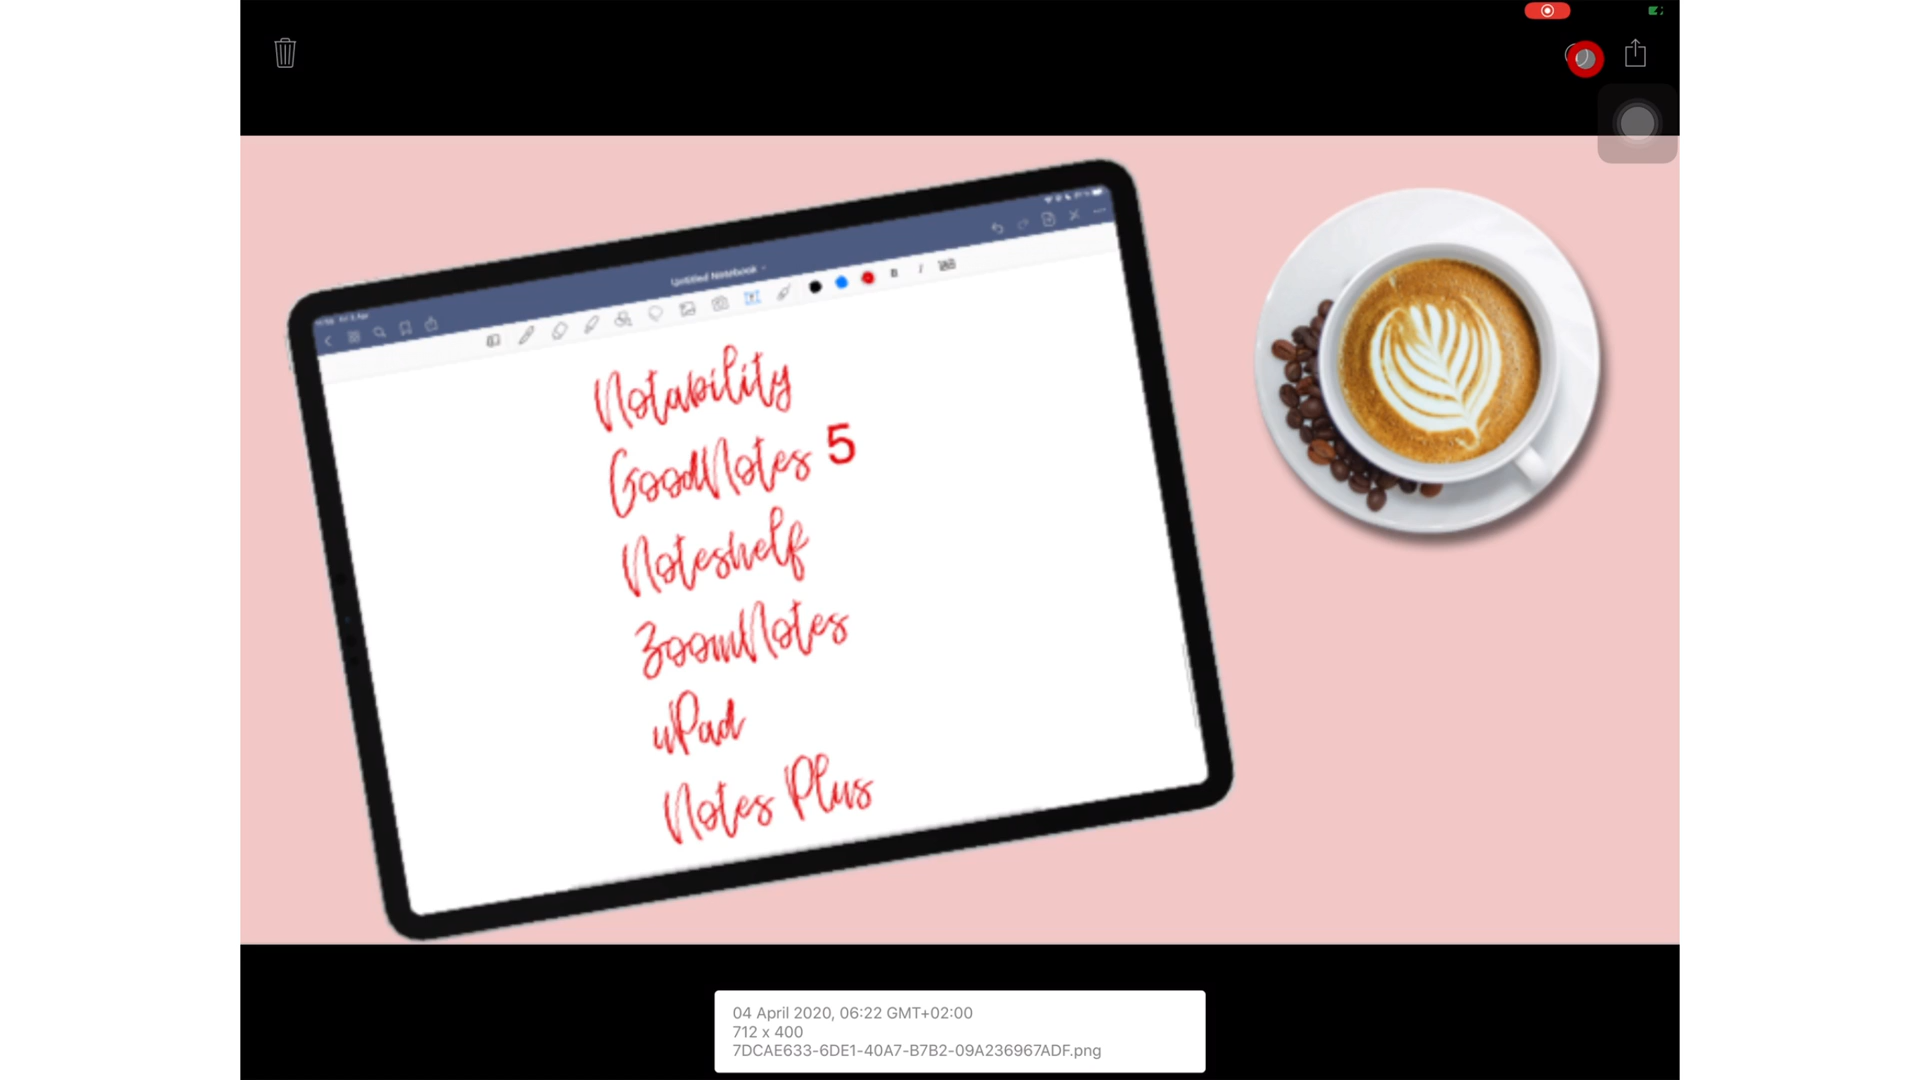 Untitled Notebook
Notability
GoodNotes 5
Noteshelf
ZoomNotes
uPad
Notes Plus
04 April 2020, 06:22 GMT+02:00
712 x 400
7DCAE633-6DE1-40A7-B7B2-09A236967ADF.png